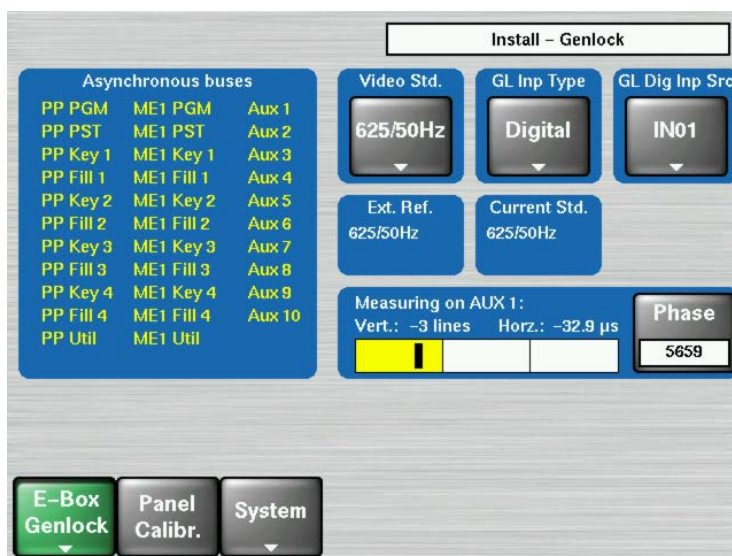 Install – Genlock
Asynchronous buses
PP PGM ME1 PGM Aux 1
PP PST ME1 PST Aux 2
PP Key 1 ME1 Key 1 Aux 3
PP Fill 1 ME1 Fill 1 Aux 4
PP Key 2 ME1 Key 2 Aux 5
PP Fill 2 ME1 Fill 2 Aux 6
PP Key 3 ME1 Key 3 Aux 7
PP Fill 3 ME1 Fill 3 Aux 8
PP Key 4 ME1 Key 4 Aux 9
PP Fill 4 ME1 Fill 4 Aux 10
PP Util ME1 Util
Video Std.
625/50Hz
GL Inp Type
Digital
GL Dig Inp Src
IN01
Ext. Ref.
625/50Hz
Current Std.
625/50Hz
Measuring on AUX 1:
Vert.: –3 lines Horz.: –32.9 µs
Phase
5659
E–Box
Genlock
Panel
Calibr.
System